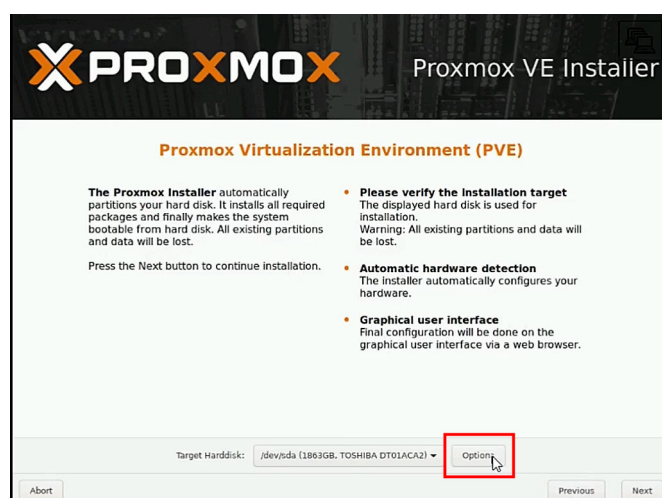 PROXMOX
Proxmox VE Installer
Proxmox Virtualization Environment (PVE)
The Proxmox Installer automatically
partitions your hard disk. It installs all required
packages and finally makes the system
bootable from hard disk. All existing partitions
and data will be lost.
Press the Next button to continue installation.
• Please verify the installation target
The displayed hard disk is used for
installation.
Warning: All existing partitions and data will
be lost.
• Automatic hardware detection
The installer automatically configures your
hardware.
• Graphical user interface
Final configuration will be done on the
graphical user interface via a web browser.
Target Harddisk: /dev/sda (1863GB, TOSHIBA DT01ACA2) Options
Abort Previous Next